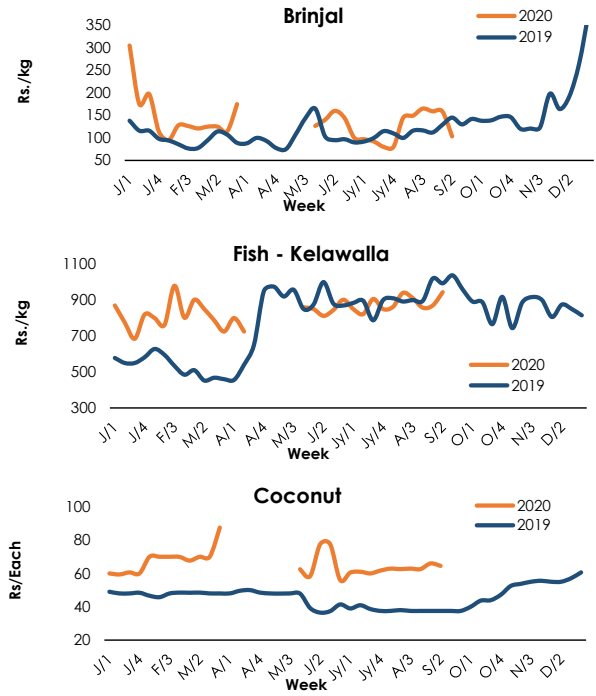 Brinjal
2020
2019
Rs./kg
350
300
250
200
150
100
50
J/1 J/4 F/3 M/2 A/1 A/4 M/3 J/2 Jy/1 Jy/4 A/3 S/2 O/1 O/4 N/3 D/2
Week
Fish - Kelawalla
Rs./kg
1100
900
700
500
300
2020
2019
J/1 J/4 F/3 M/2 A/1 A/4 M/3 J/2 Jy/1 Jy/4 A/3 S/2 O/1 O/4 N/3 D/2
Week
Coconut
2020
2019
Rs/Each
100
80
60
40
20
J/1 J/4 F/3 M/2 A/1 A/4 M/3 J/2 Jy/1 Jy/4 A/3 S/2 O/1 O/4 N/3 D/2
Week